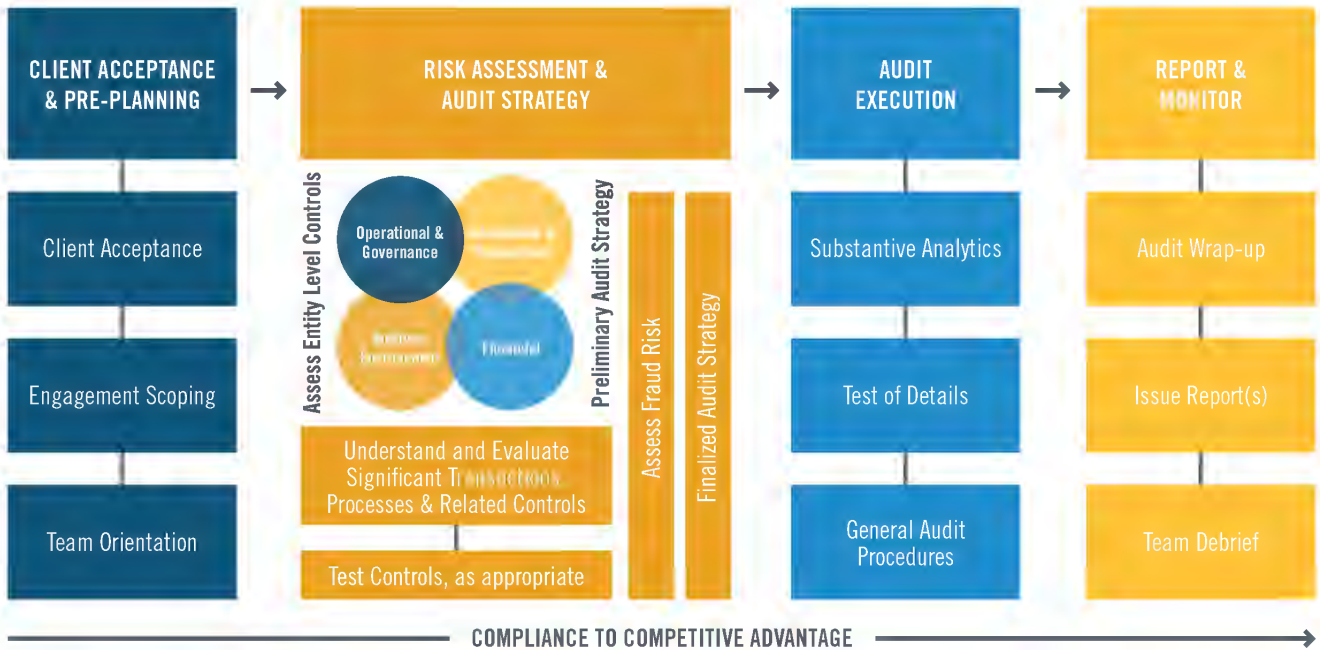 CLIENT ACCEPTANCE
& PRE-PLANNING
Client Acceptance
Engagement Scoping
Team Orientation
RISK ASSESSMENT &
AUDIT STRATEGY
Assess Entity Level Controls
Operational &
Governance
Financial
Preliminary Audit Strategy
Understand and Evaluate
Significant Transactions
Processes & Related Controls
Test Controls, as appropriate
Assess Fraud Risk
Finalized Audit Strategy
AUDIT
EXECUTION
Substantive Analytics
Test of Details
General Audit
Procedures
REPORT &
MONITOR
Audit Wrap-up
Issue Report(s)
Team Debrief
COMPLIANCE TO COMPETITIVE ADVANTAGE